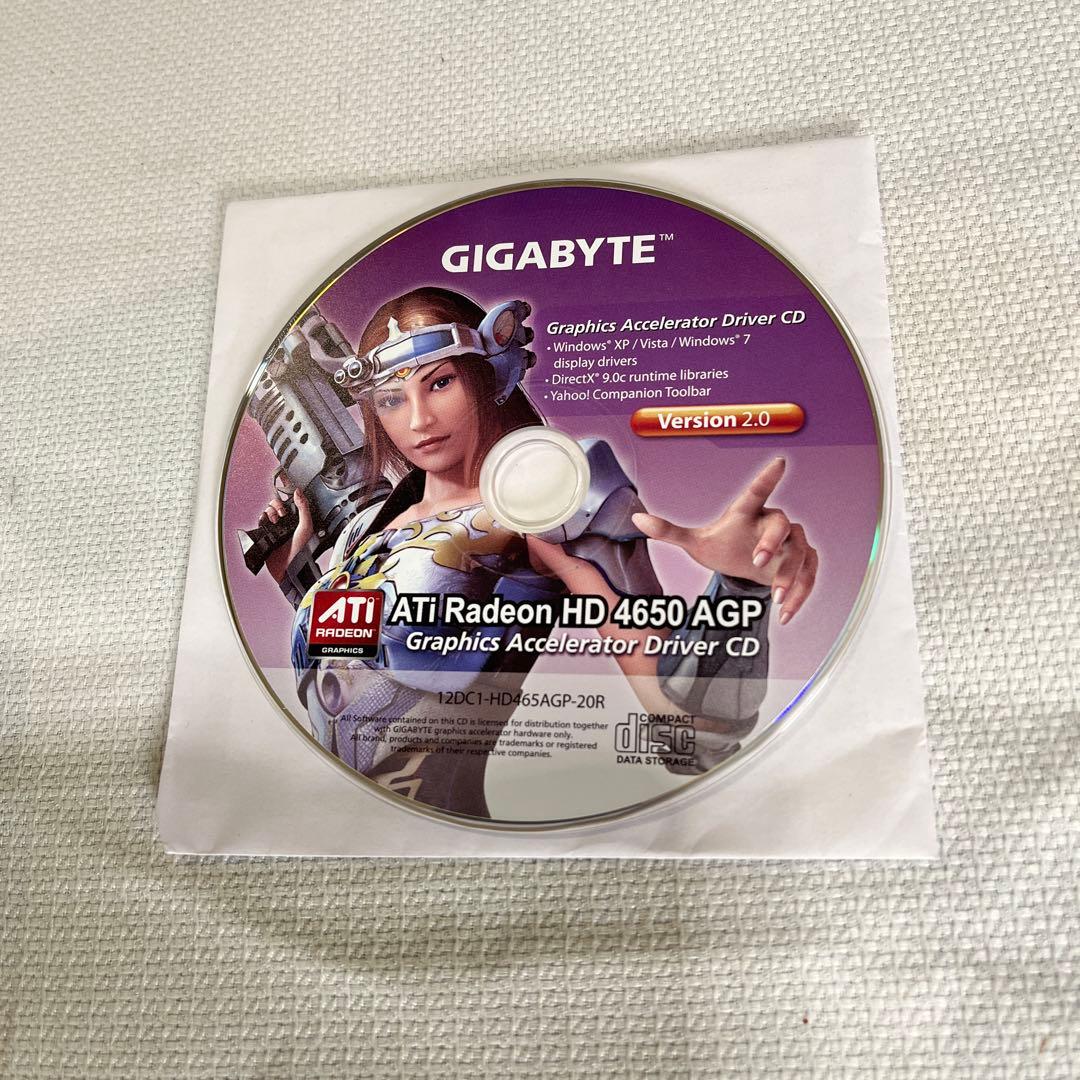 GIGABYTE™
Graphics Accelerator Driver CD
• Windows® XP / Vista / Windows® 7
display drivers
• DirectX® 9.0c runtime libraries
• Yahoo! Companion Toolbar
Version 2.0
ATi
RADEON
GRAPHICS
ATi Radeon HD 4650 AGP
Graphics Accelerator Driver CD
12DC1-HD465AGP-20R
All Software contained on this CD is licensed for distribution together
with GIGABYTE graphics accelerator hardware only.
All brand, products and companies are trademarks or registered
trademarks of their respective companies.
COMPACT
disc
DATA STORAGE